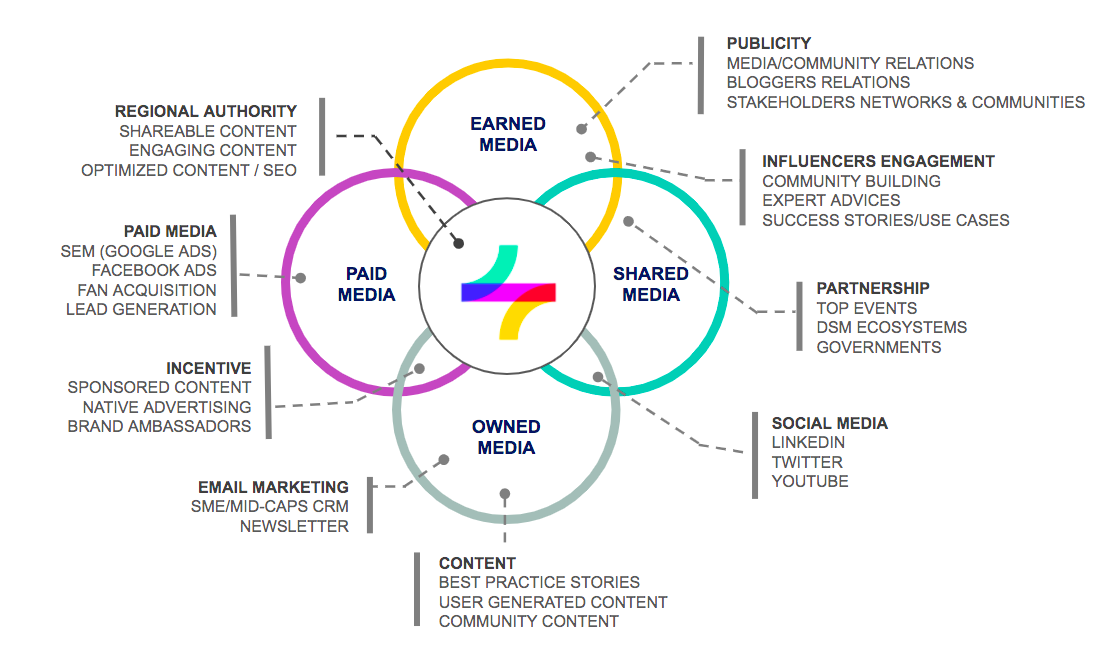 PUBLICITY
MEDIA/COMMUNITY RELATIONS
BLOGGERS RELATIONS
STAKEHOLDERS NETWORKS & COMMUNITIES
REGIONAL AUTHORITY
SHAREABLE CONTENT
ENGAGING CONTENT
OPTIMIZED CONTENT / SEO
EARNED
MEDIA
INFLUENCERS ENGAGEMENT
COMMUNITY BUILDING
EXPERT ADVICES
SUCCESS STORIES/USE CASES
PAID MEDIA
SEM (GOOGLE ADS)
FACEBOOK ADS
FAN ACQUISITION
LEAD GENERATION
PAID
MEDIA
SHARED
MEDIA
PARTNERSHIP
TOP EVENTS
DSM ECOSYSTEMS
GOVERNMENTS
INCENTIVE
SPONSORED CONTENT
NATIVE ADVERTISING
BRAND AMBASSADORS
OWNED
MEDIA
SOCIAL MEDIA
LINKEDIN
TWITTER
YOUTUBE
EMAIL MARKETING
SME/MID-CAPS CRM
NEWSLETTER
CONTENT
BEST PRACTICE STORIES
USER GENERATED CONTENT
COMMUNITY CONTENT